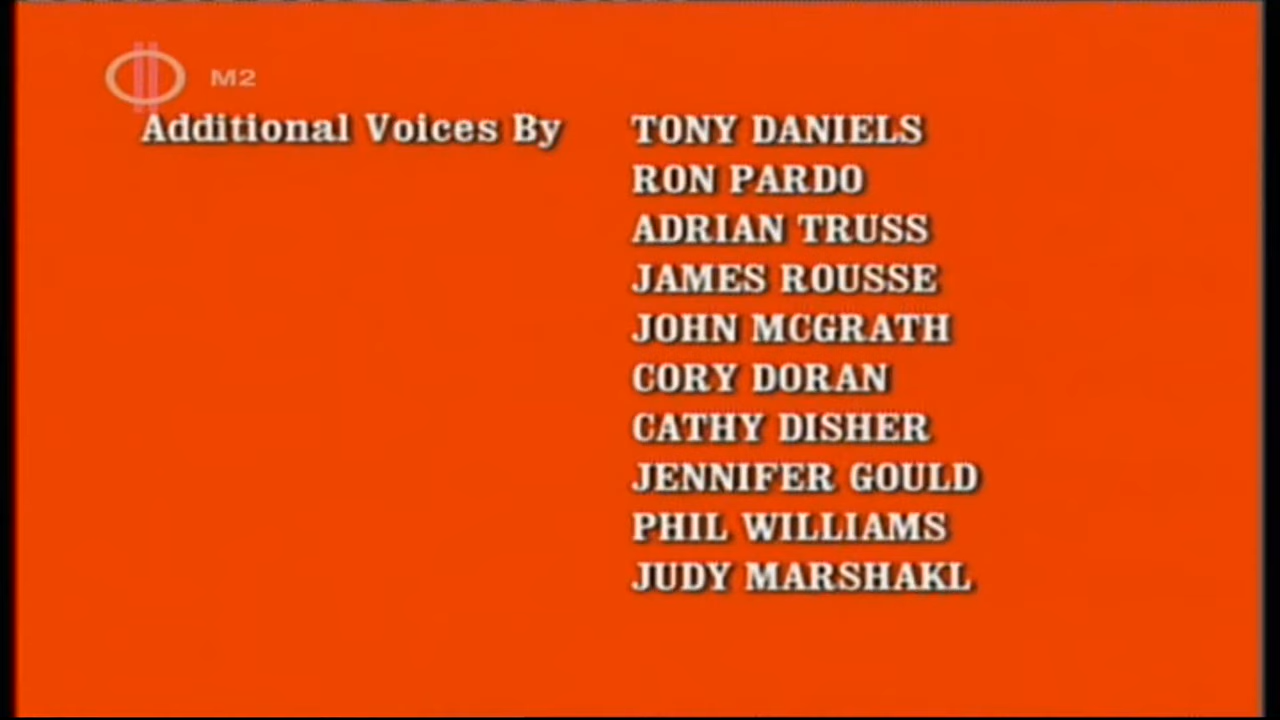 M2
Additional Voices By TONY DANIELS
RON PARDO
ADRIAN TRUSS
JAMES ROUSSE
JOHN MCGRATH
CORY DORAN
CATHY DISHER
JENNIFER GOULD
PHIL WILLIAMS
JUDY MARSHAKL